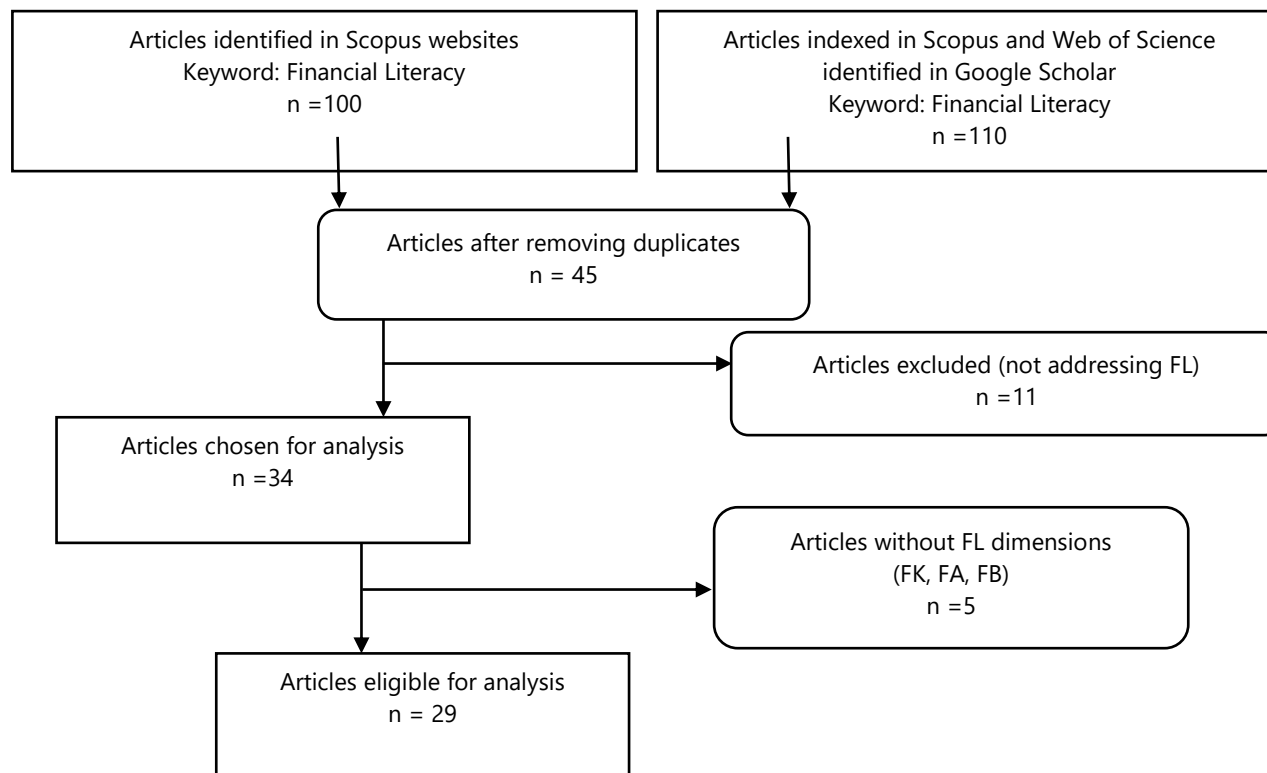 Articles identified in Scopus websites
Keyword: Financial Literacy
n =100
Articles indexed in Scopus and Web of Science
identified in Google Scholar
Keyword: Financial Literacy
n =110
Articles after removing duplicates
n = 45
Articles excluded (not addressing FL)
n =11
Articles chosen for analysis
n =34
Articles without FL dimensions
(FK, FA, FB)
n =5
Articles eligible for analysis
n = 29